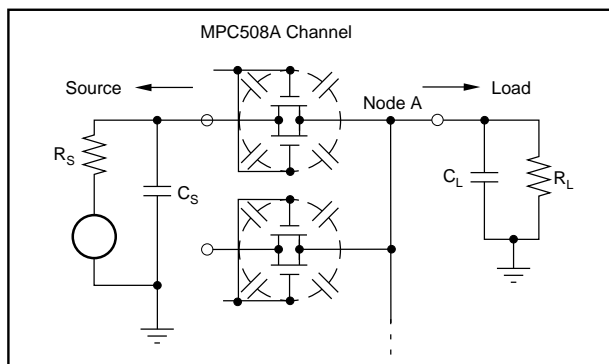 MPC508A Channel
Source
Node A
Load
R_S
C_S
C_L
R_L